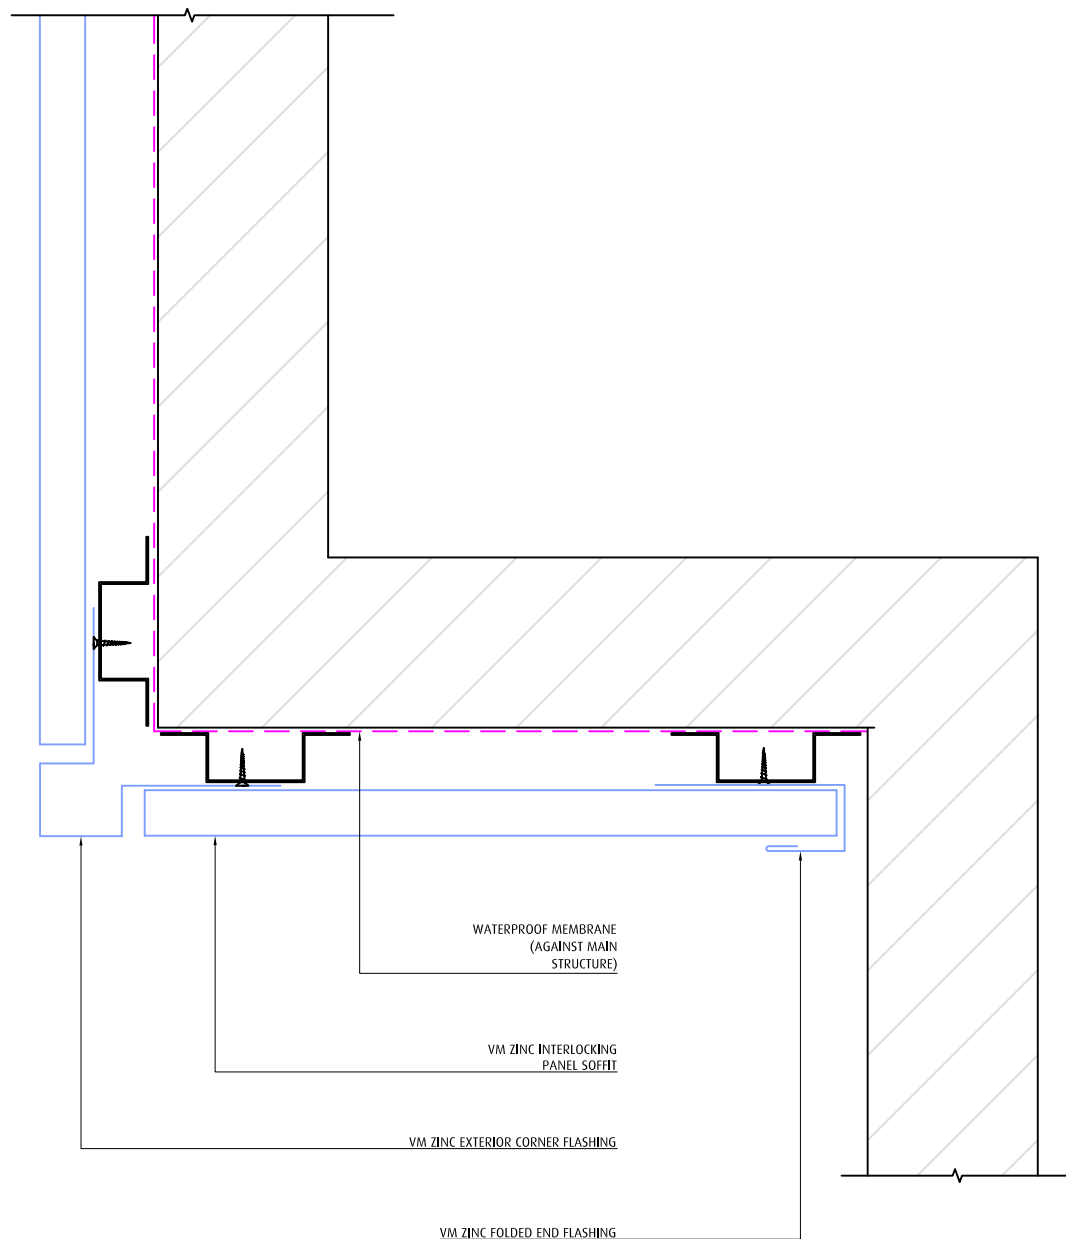 WATERPROOF MEMBRANE
(AGAINST MAIN
STRUCTURE)
VM ZINC INTERLOCKING
PANEL SOFFIT
VM ZINC EXTERIOR CORNER FLASHING
VM ZINC FOLDED END FLASHING